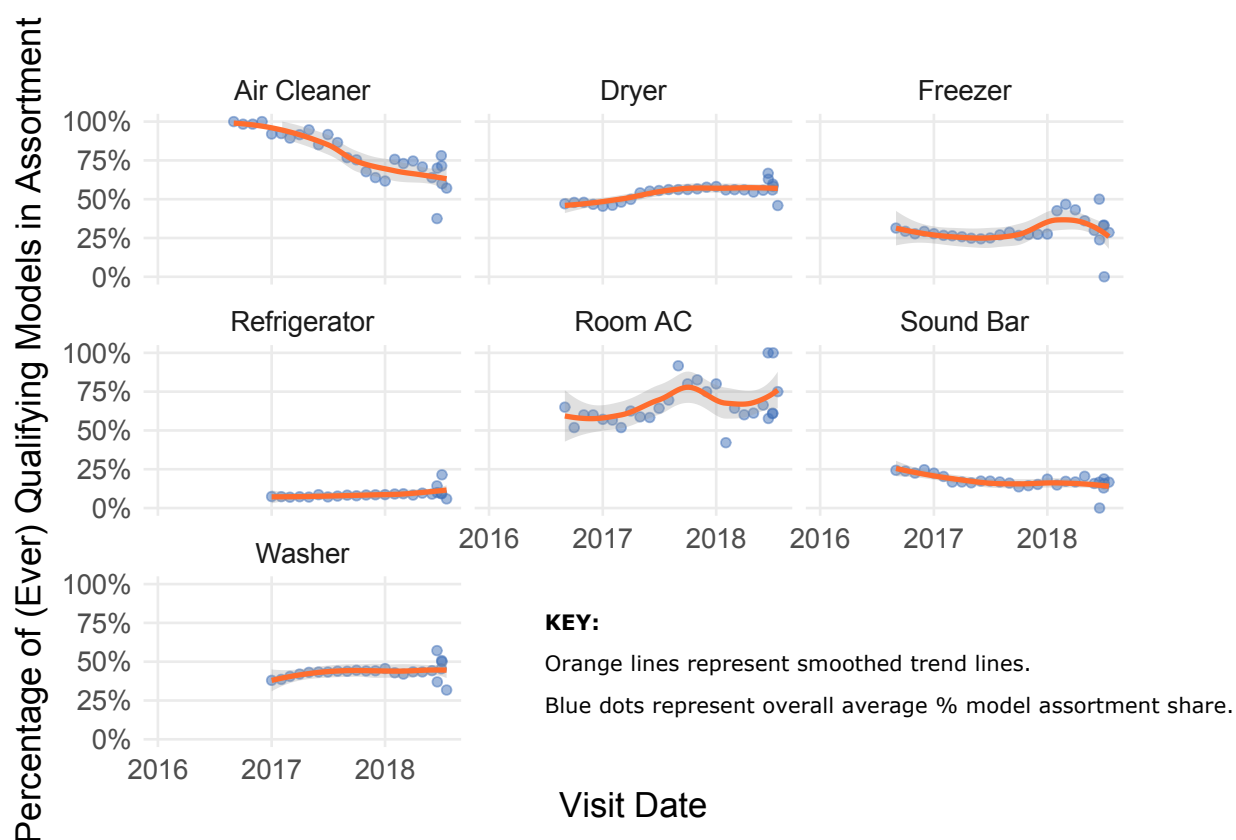 Percentage of (Ever) Qualifying Models in Assortment
Air Cleaner
Dryer
Freezer
100%
75%
50%
25%
0%
Refrigerator
Room AC
Sound Bar
100%
75%
50%
25%
0%
2016 2017 2018
2016 2017 2018
Washer
100%
75%
50%
25%
0%
2016 2017 2018
KEY:
Orange lines represent smoothed trend lines.
Blue dots represent overall average % model assortment share.
Visit Date